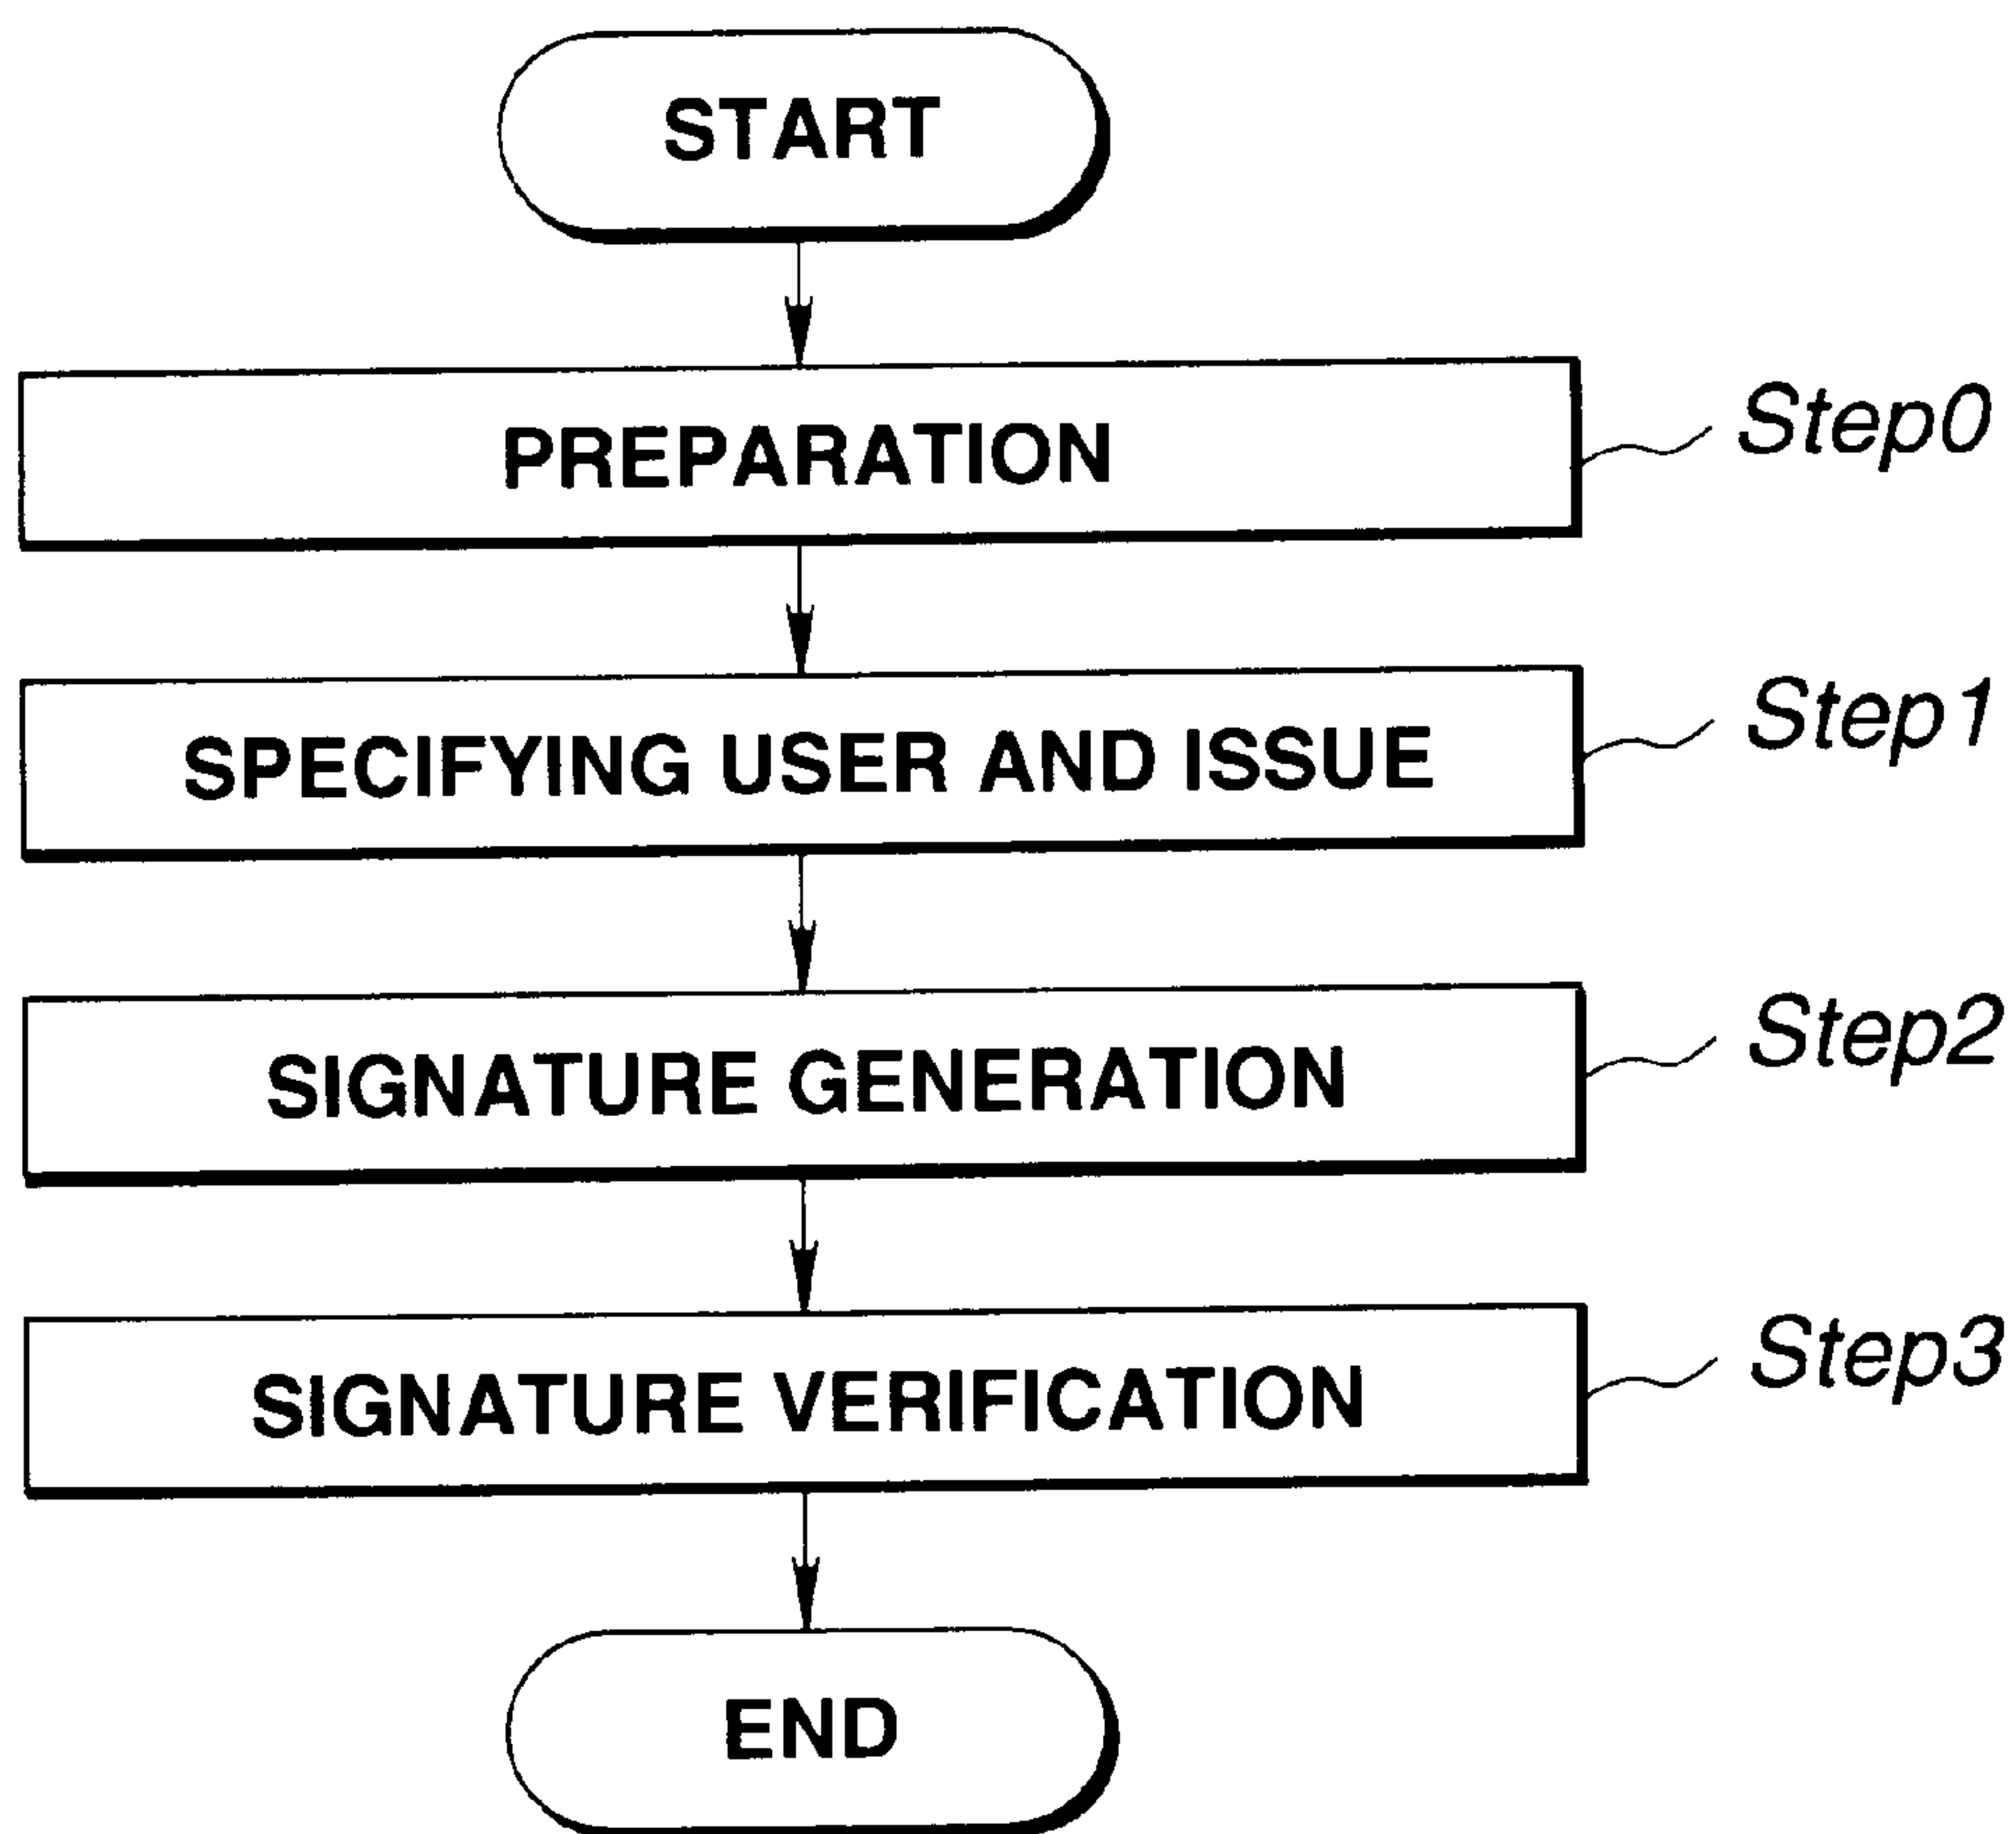 START
PREPARATION
Step0
SPECIFYING USER AND ISSUE
Step1
SIGNATURE GENERATION
Step2
SIGNATURE VERIFICATION
Step3
END